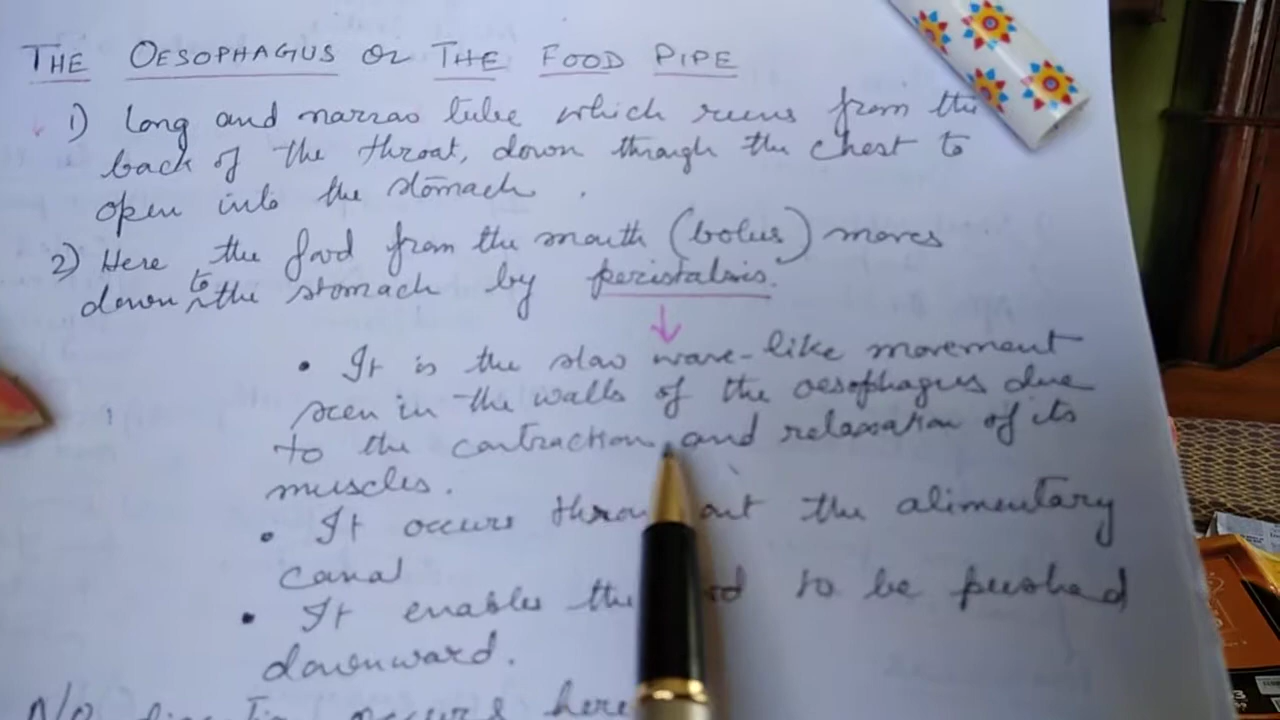 THE OESOPHAGUS OR THE FOOD PIPE
1) Long and narrow tube which runs from the
back of the throat, down through the chest to
open into the stomach.
2) Here the food from the mouth (bolus) moves
down to the stomach by peristalsis.
• It is the slow wave-like movement
seen in the walls of the oesophagus due
to the contraction and relaxation of its
muscles.
• It occurs throu out the alimentary
canal
• It enables the od to be pushed
downward.
No occurs here